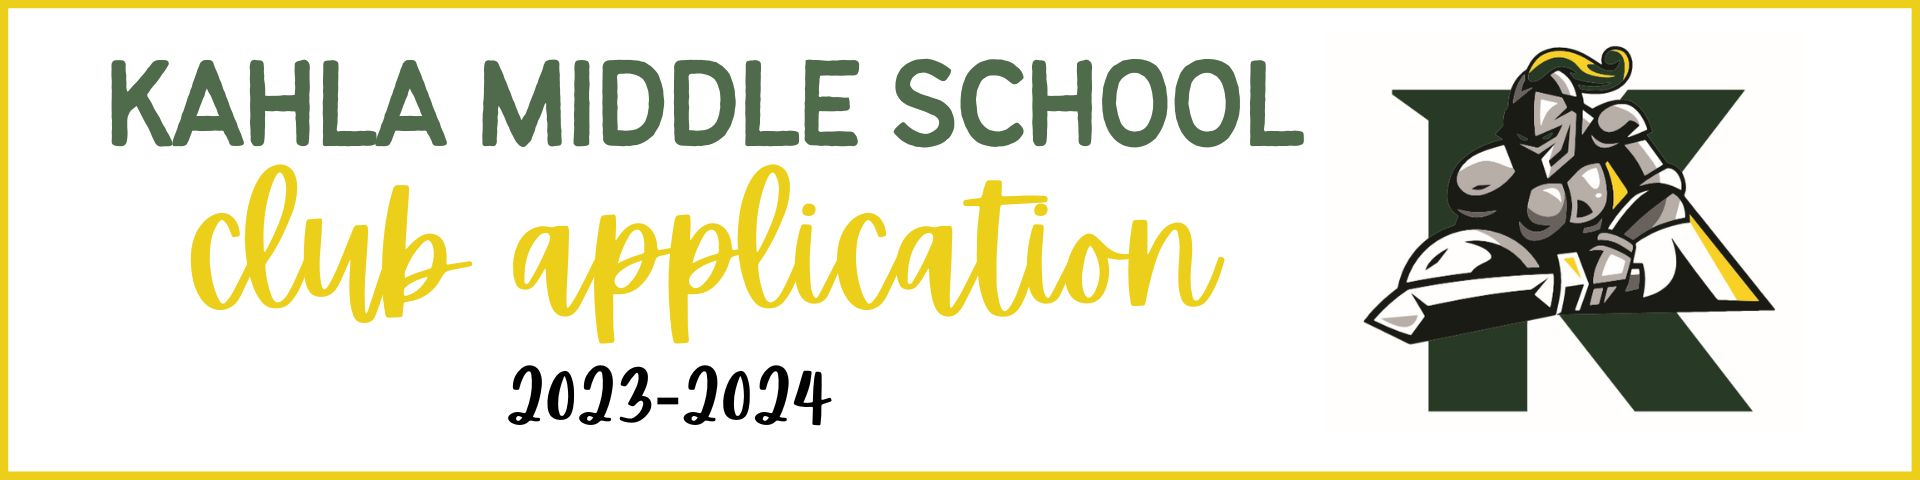 KAHLA MIDDLE SCHOOL
club application
2023-2024
K